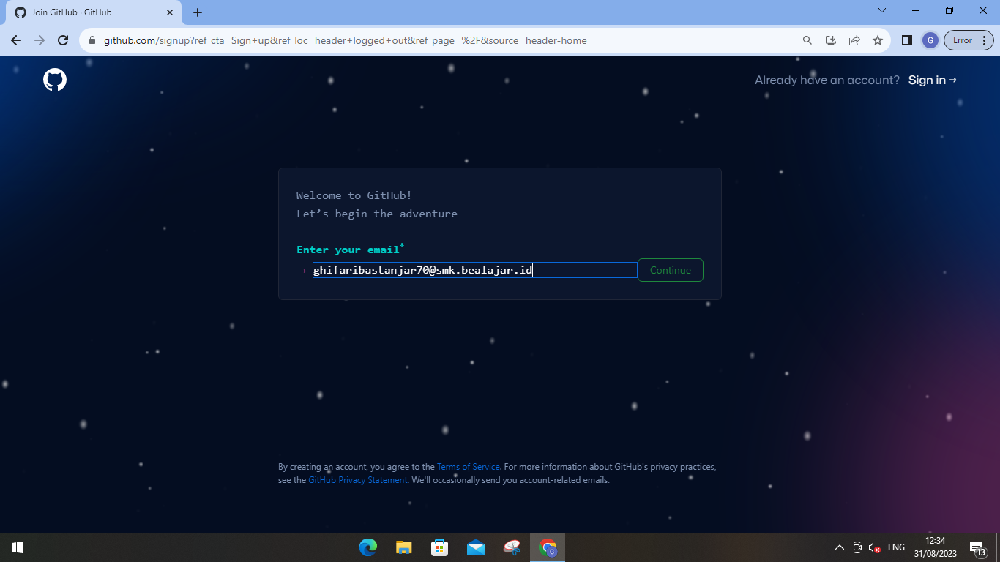 Join GitHub · GitHub
github.com/signup?ref_cta=Sign+up&ref_loc=header+logged+out&ref_page=%2F&source=header-home
G
Error
Already have an account? Sign in →
Welcome to GitHub!
Let’s begin the adventure
Enter your email*
→ ghifaribastanjar70@smk.bealajar.id
Continue
By creating an account, you agree to the Terms of Service. For more information about GitHub's privacy practices,
see the GitHub Privacy Statement. We'll occasionally send you account-related emails.
G
ENG
12:34
31/08/2023
13